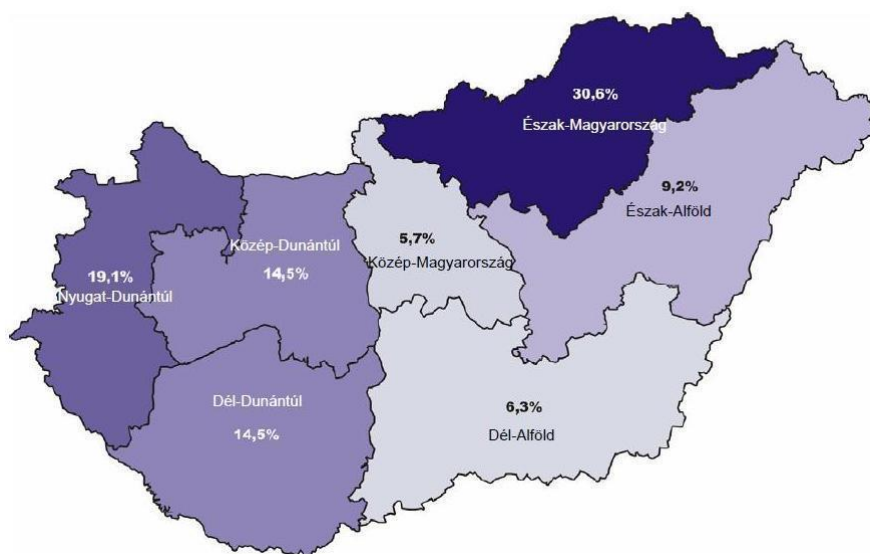 30,6%
Észak-Magyarország
9,2%
Észak-Alföld
5,7%
Közép-Magyarország
Közép-Dunántúl
14,5%
19,1%
Nyugat-Dunántúl
Dél-Dunántúl
14,5%
6,3%
Dél-Alföld